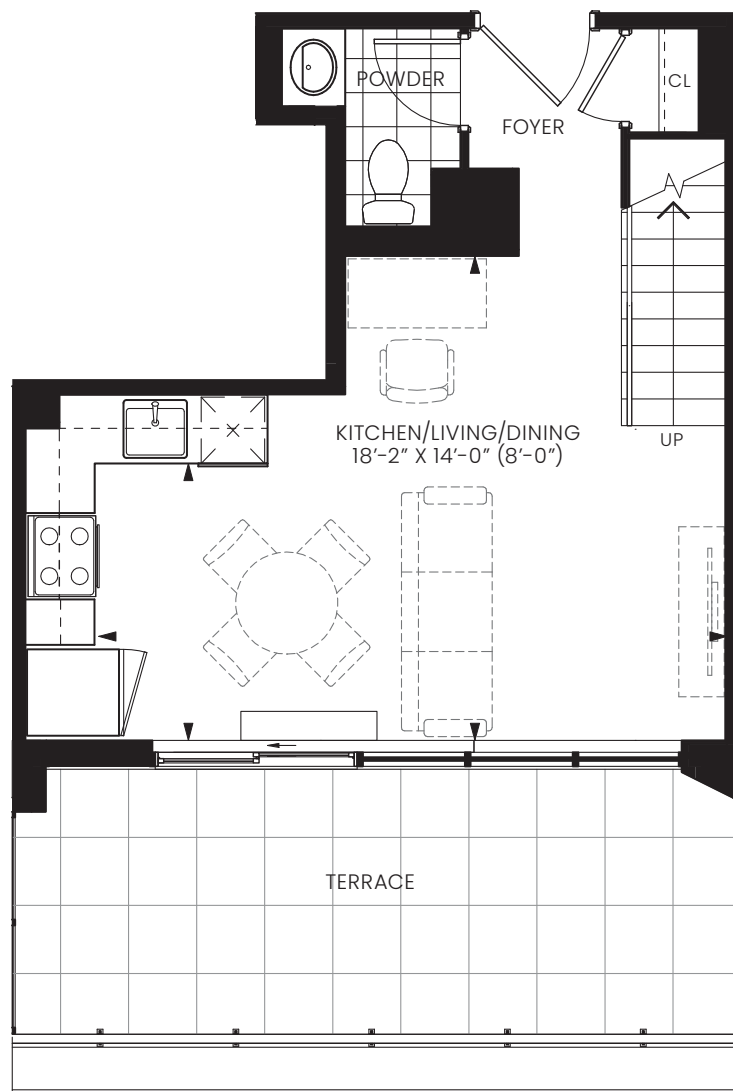 POWDER
CL
FOYER
KITCHEN/LIVING/DINING
18’-2” X 14’-0” (8’-0”)
UP
TERRACE